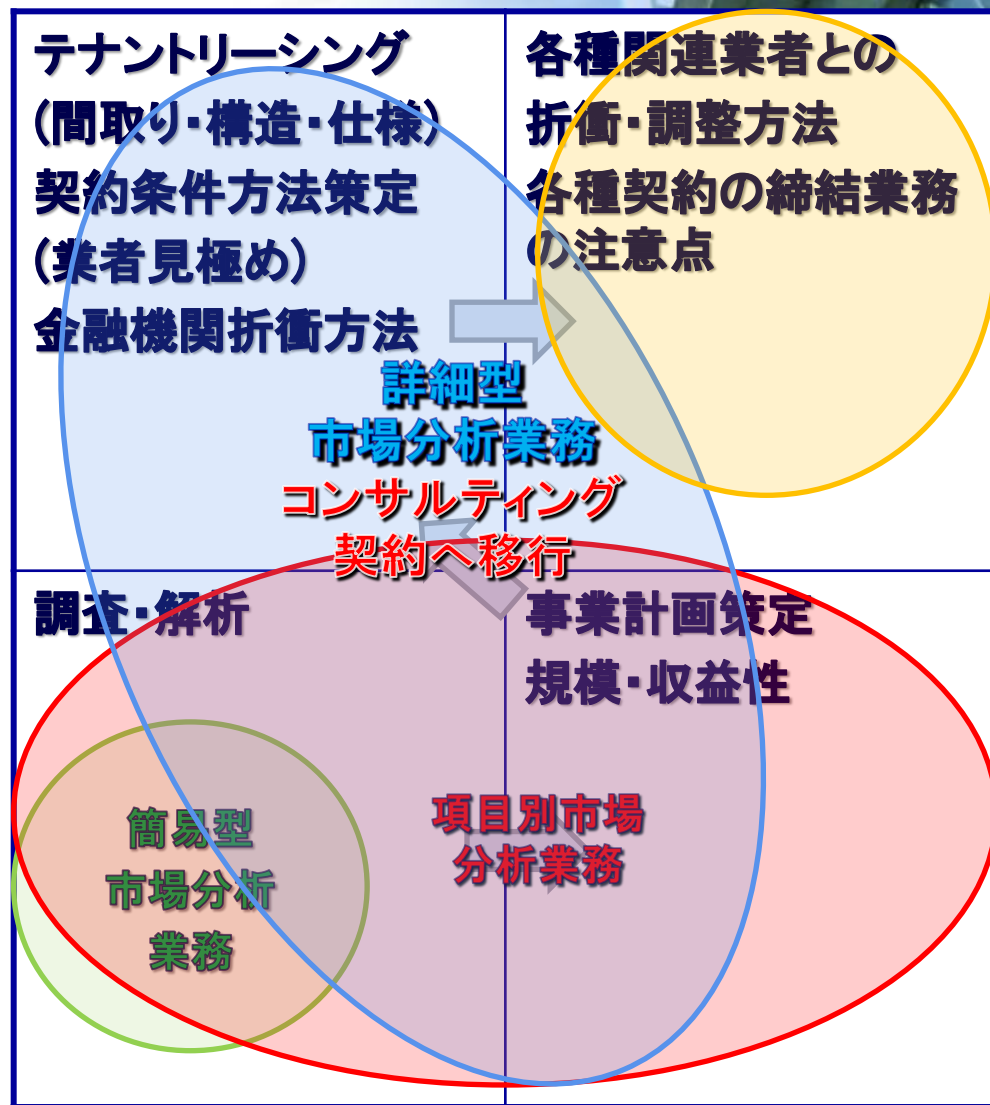 テナントリーシング
(間取り・構造・仕様)
契約条件方法策定
(業者見極め)
金融機関折衝方法
各種関連業者との
折衝・調整方法
各種契約の締結業務
の注意点
詳細型
市場分析業務
コンサルティング
契約へ移行
調査・解析
事業計画策定
規模・収益性
簡易型
市場分析
業務
項目別市場
分析業務